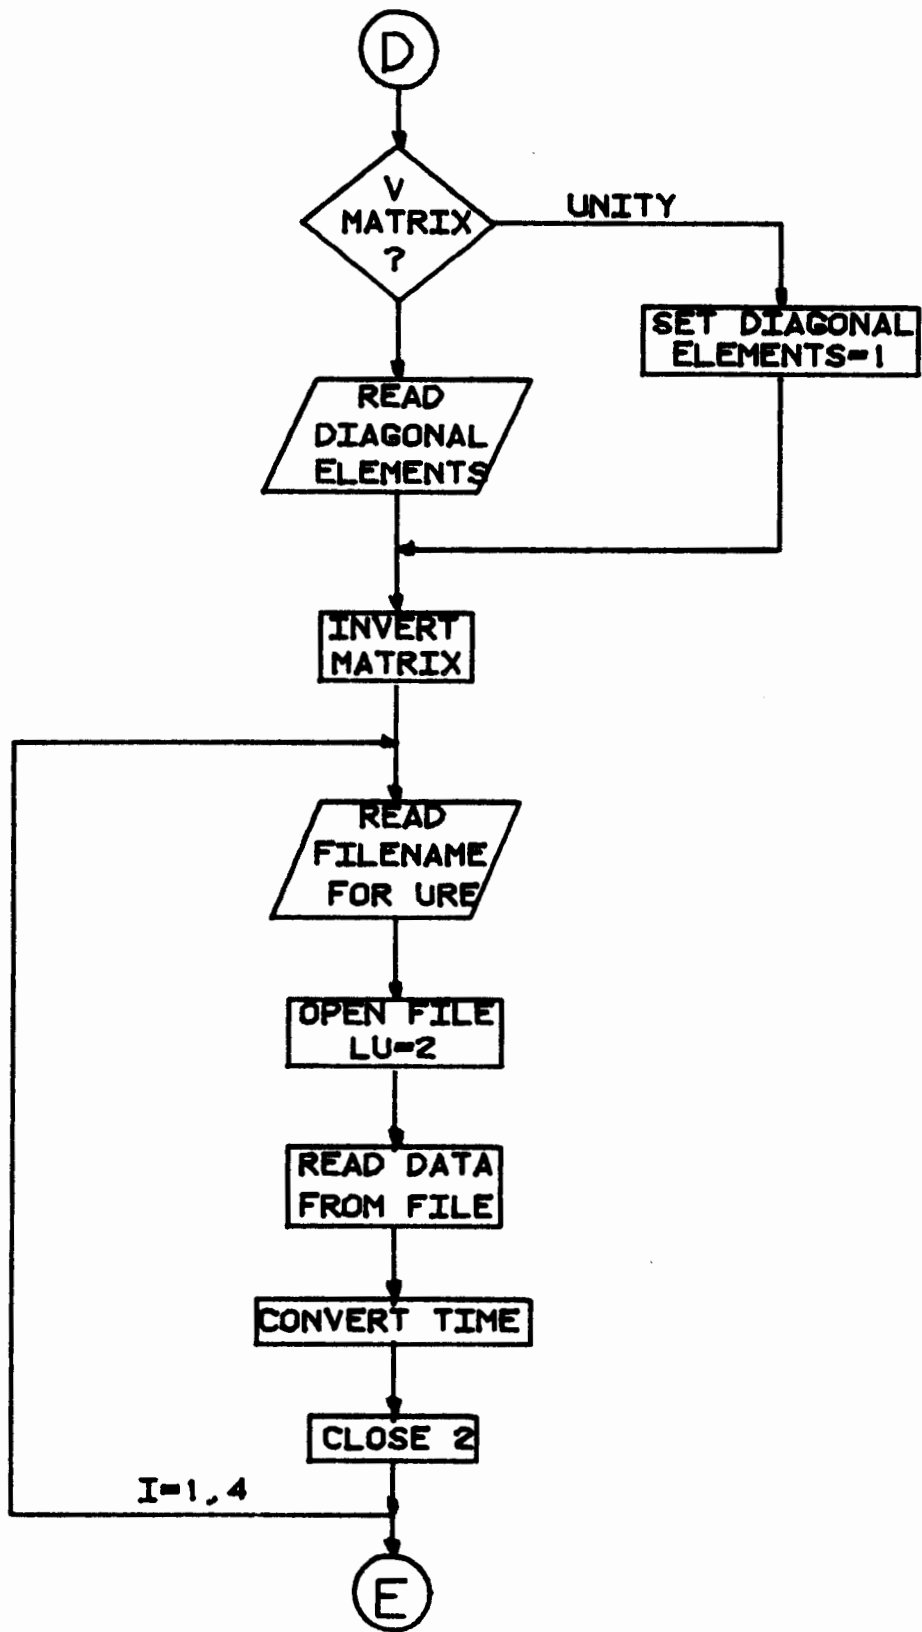 D
V
MATRIX
?
UNITY
SET DIAGONAL
ELEMENTS=1
READ
DIAGONAL
ELEMENTS
INVERT
MATRIX
READ
FILENAME
FOR URE
OPEN FILE
LU=2
READ DATA
FROM FILE
CONVERT TIME
CLOSE 2
I=1,4
E